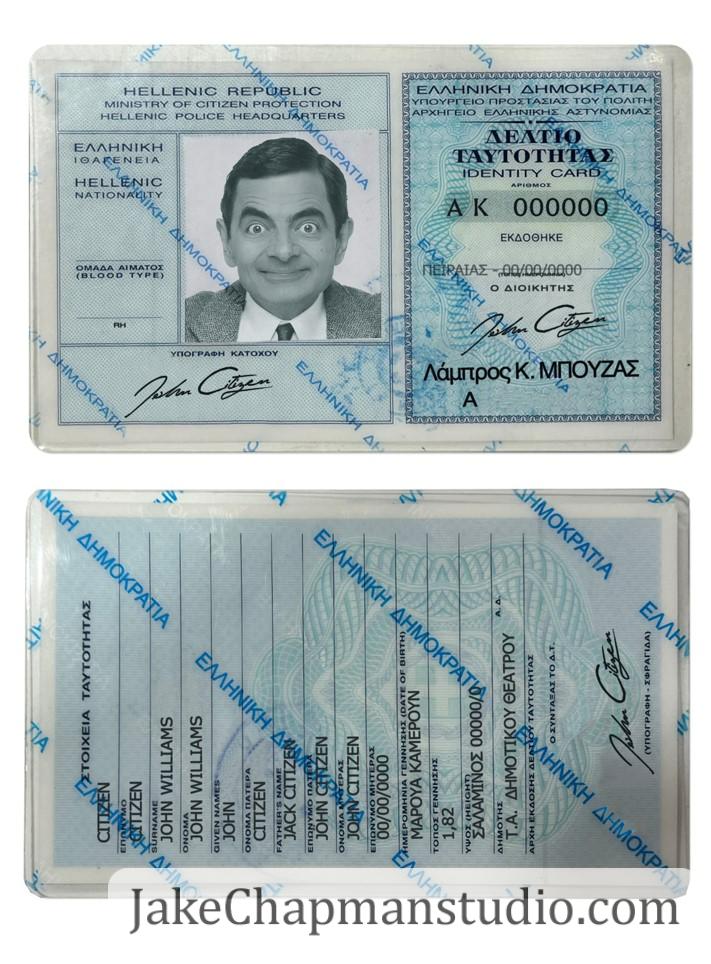 HELLENIC REPUBLIC
MINISTRY OF CITIZEN PROTECTION
HELLENIC POLICE HEADQUARTERS
ΕΛΛΗΝΙΚΗ
ΙΘΑΓΕΝΕΙΑ
HELLENIC
NATIONALITY
ΟΜΑΔΑ ΑΙΜΑΤΟΣ
(BLOOD TYPE)
RH
ΥΠΟΓΡΑΦΗ ΚΑΤΟΧΟΥ
John Citizen
ΕΛΛΗΝΙΚΗ ΔΗΜΟΚΡΑΤΙΑ
ΥΠΟΥΡΓΕΙΟ ΠΡΟΣΤΑΣΙΑΣ ΤΟΥ ΠΟΛΙΤΗ
ΑΡΧΗΓΕΙΟ ΕΛΛΗΝΙΚΗΣ ΑΣΤΥΝΟΜΙΑΣ
ΔΕΛΤΙΟ
ΤΑΥΤΟΤΗΤΑΣ
IDENTITY CARD
ΑΡΙΘΜΟΣ
Α Κ 000000
ΕΚΔΟΘΗΚΕ
ΠΕΙΡΑΙΑΣ - 00/00/0000
Ο ΔΙΟΙΚΗΤΗΣ
John Citizen
Λάμπρος Κ. ΜΠΟΥΖΑΣ
Α
ΕΛΛΗΝΙΚΗ ΔΗΜΟΚΡΑΤΙΑ
ΣΤΟΙΧΕΙΑ ΤΑΥΤΟΤΗΤΑΣ
CITIZEN
ΕΠΩΝΥΜΟ
CITIZEN
SURNAME
JOHN WILLIAMS
ΟΝΟΜΑ
JOHN WILLIAMS
GIVEN NAMES
JOHN
ΟΝΟΜΑ ΠΑΤΕΡΑ
CITIZEN
FATHER'S NAME
JACK CITIZEN
ΕΠΩΝΥΜΟ ΠΑΤΕΡΑ
JOHN CITIZEN
ΟΝΟΜΑ ΜΗΤΕΡΑΣ
JOHN CITIZEN
ΕΠΩΝΥΜΟ ΜΗΤΕΡΑΣ
00/00/0000
ΗΜΕΡΟΜΗΝΙΑ ΓΕΝΝΗΣΗΣ (DATE OF BIRTH)
ΜΑΡΟΥΑ ΚΑΜΕΡΟΥΝ
ΤΟΠΟΣ ΓΕΝΝΗΣΗΣ
1,82
ΥΨΟΣ (HEIGHT)
ΣΑΛΑΜΙΝΟΣ 00000/0
ΔΗΜΟΤΗΣ Α. Δ.
Τ.Α. ΔΗΜΟΤΙΚΟΥ ΘΕΑΤΡΟΥ
ΑΡΧΗ ΕΚΔΟΣΗΣ ΔΕΛΤΙΟΥ ΤΑΥΤΟΤΗΤΑΣ
Ο ΣΥΝΤΑΞΑΣ ΤΟ Δ.Τ.
John Citizen
(ΥΠΟΓΡΑΦΗ - ΣΦΡΑΓΙΔΑ)
ΕΛΛΗΝΙΚΗ ΔΗΜΟΚΡΑΤΙΑ
JakeChapmanstudio.com